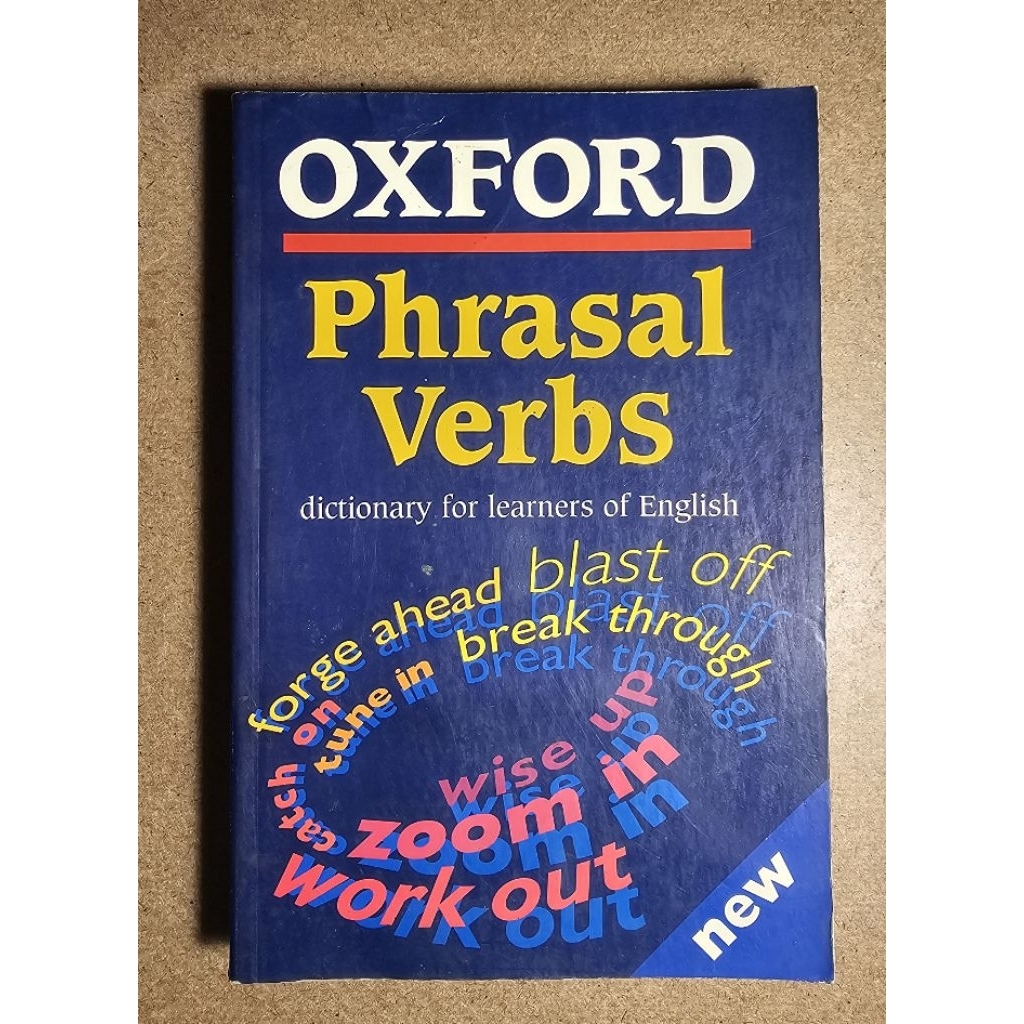 OXFORD
Phrasal
Verbs
dictionary for learners of English
blast off
forge ahead
break through
tune in
catch on
wise up
zoom in
work out
new